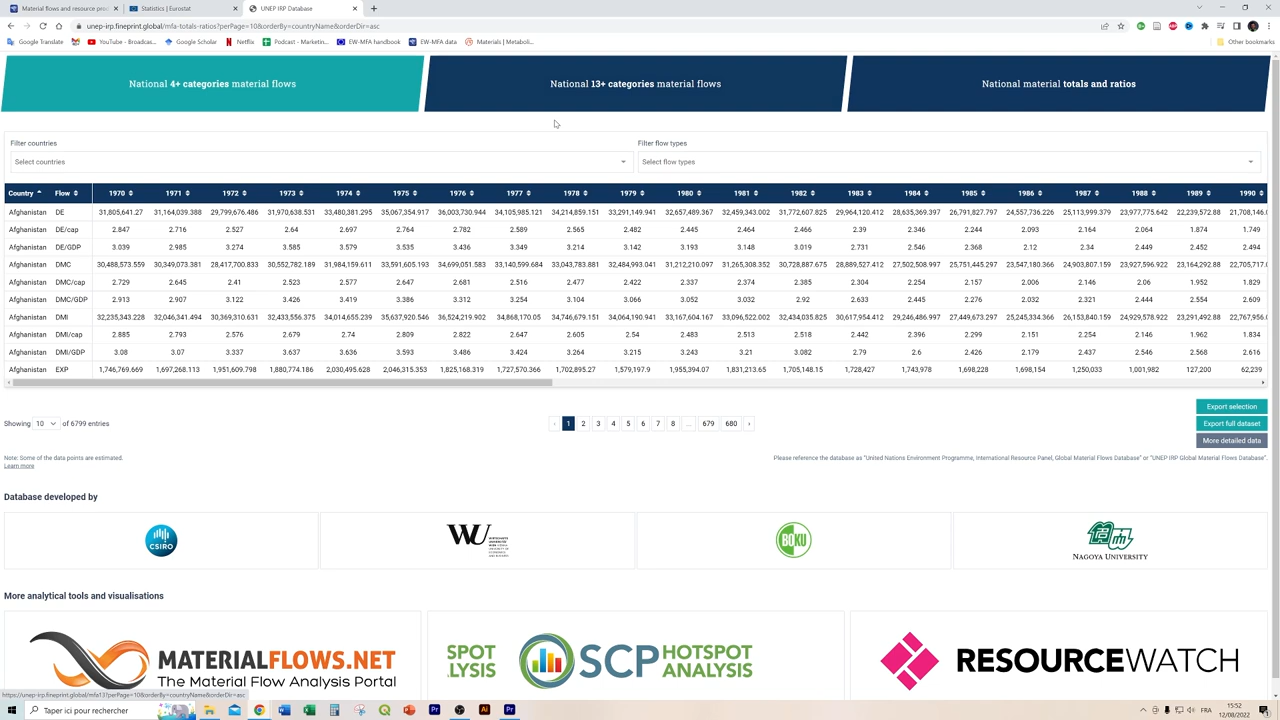 Material flows and resource prod
Statistics | Eurostat
UNEP IRP Database
unep-irp.fineprint.global/mfa-totals-ratios?perPage=10&orderBy=countryName&orderDir=asc
Google Translate
YouTube - Broadcas...
Google Scholar
Netflix
Podcast - Marketin...
EW-MFA handbook
EW-MFA data
Materials | Metaboli...
Other bookmarks
National 4+ categories material flows
National 13+ categories material flows
National material totals and ratios
Filter countries
Filter flow types
Select countries
Select flow types
Country Flow 1970 1971 1972 1973 1974 1975 1976 1977 1978 1979 1980 1981 1982 1983 1984 1985 1986 1987 1988 1989 1990
Afghanistan DE 31,805,641.27 31,164,039.388 29,799,676.486 31,970,638.531 33,480,381.295 35,067,354.917 36,003,730.944 34,105,985.121 34,214,859.151 33,291,149.941 32,657,489.367 32,459,343.002 31,772,607.825 29,964,120.412 28,635,369.397 26,791,827.797 24,557,736.226 25,113,999.379 23,977,775.642 22,239,572.88 21,708,146.0
Afghanistan DE/cap 2.847 2.716 2.527 2.64 2.697 2.764 2.782 2.589 2.565 2.482 2.445 2.464 2.466 2.39 2.346 2.244 2.093 2.164 2.064 1.874 1.749
Afghanistan DE/GDP 3.039 2.985 3.274 3.585 3.579 3.535 3.436 3.349 3.214 3.142 3.193 3.148 3.019 2.731 2.546 2.368 2.12 2.34 2.449 2.452 2.494
Afghanistan DMC 30,488,573.559 30,349,073.381 28,417,700.833 30,552,782.189 31,984,159.611 33,591,605.193 34,699,051.583 33,140,599.684 33,043,783.881 32,484,993.041 31,212,210.097 31,265,308.352 30,728,887.675 28,889,527.412 27,502,508.997 25,751,445.297 23,547,180.366 24,903,807.159 23,927,596.922 23,164,292.88 22,705,717.0
Afghanistan DMC/cap 2.729 2.645 2.41 2.523 2.577 2.647 2.681 2.516 2.477 2.422 2.337 2.374 2.385 2.304 2.254 2.157 2.006 2.146 2.06 1.952 1.829
Afghanistan DMC/GDP 2.913 2.907 3.122 3.426 3.419 3.386 3.312 3.254 3.104 3.066 3.052 3.032 2.92 2.633 2.445 2.276 2.032 2.321 2.444 2.554 2.609
Afghanistan DMI 32,235,343.228 32,046,341.494 30,369,310.631 32,433,556.375 34,014,655.239 35,637,920.546 36,524,219.902 34,868,170.05 34,746,679.151 34,064,190.941 33,167,604.167 33,096,522.002 32,434,035.825 30,617,954.412 29,246,486.997 27,449,673.297 25,245,334.366 26,153,840.159 24,929,578.922 23,291,492.88 22,767,956.0
Afghanistan DMI/cap 2.885 2.793 2.576 2.679 2.74 2.809 2.822 2.647 2.605 2.54 2.483 2.513 2.518 2.442 2.396 2.299 2.151 2.254 2.146 1.962 1.834
Afghanistan DMI/GDP 3.08 3.07 3.337 3.637 3.636 3.593 3.486 3.424 3.264 3.215 3.243 3.21 3.082 2.79 2.6 2.426 2.179 2.437 2.546 2.568 2.616
Afghanistan EXP 1,746,769.669 1,697,268.113 1,951,609.798 1,880,774.186 2,030,495.628 2,046,315.353 1,825,168.319 1,727,570.366 1,702,895.27 1,579,197.9 1,955,394.07 1,831,213.65 1,705,148.15 1,728,427 1,743,978 1,698,228 1,698,154 1,250,033 1,001,982 127,200 62,239
Showing 10 of 6799 entries
‹ 1 2 3 4 5 6 7 8 ... 679 680 ›
Export selection
Export full dataset
More detailed data
Note: Some of the data points are estimated.
Learn more
Please reference the database as "United Nations Environment Programme, International Resource Panel, Global Material Flows Database" or "UNEP IRP Global Material Flows Database".
Database developed by
CSIRO
WU
BOKU
NAGOYA UNIVERSITY
More analytical tools and visualisations
MATERIALFLOWS.NET
The Material Flow Analysis Portal
SPOT
LYSIS
SCP HOTSPOT
ANALYSIS
RESOURCEWATCH
https://unep-irp.fineprint.global/mfa13?perPage=10&orderBy=countryName&orderDir=asc
Taper ici pour rechercher
FRA
15:52
12/08/2022